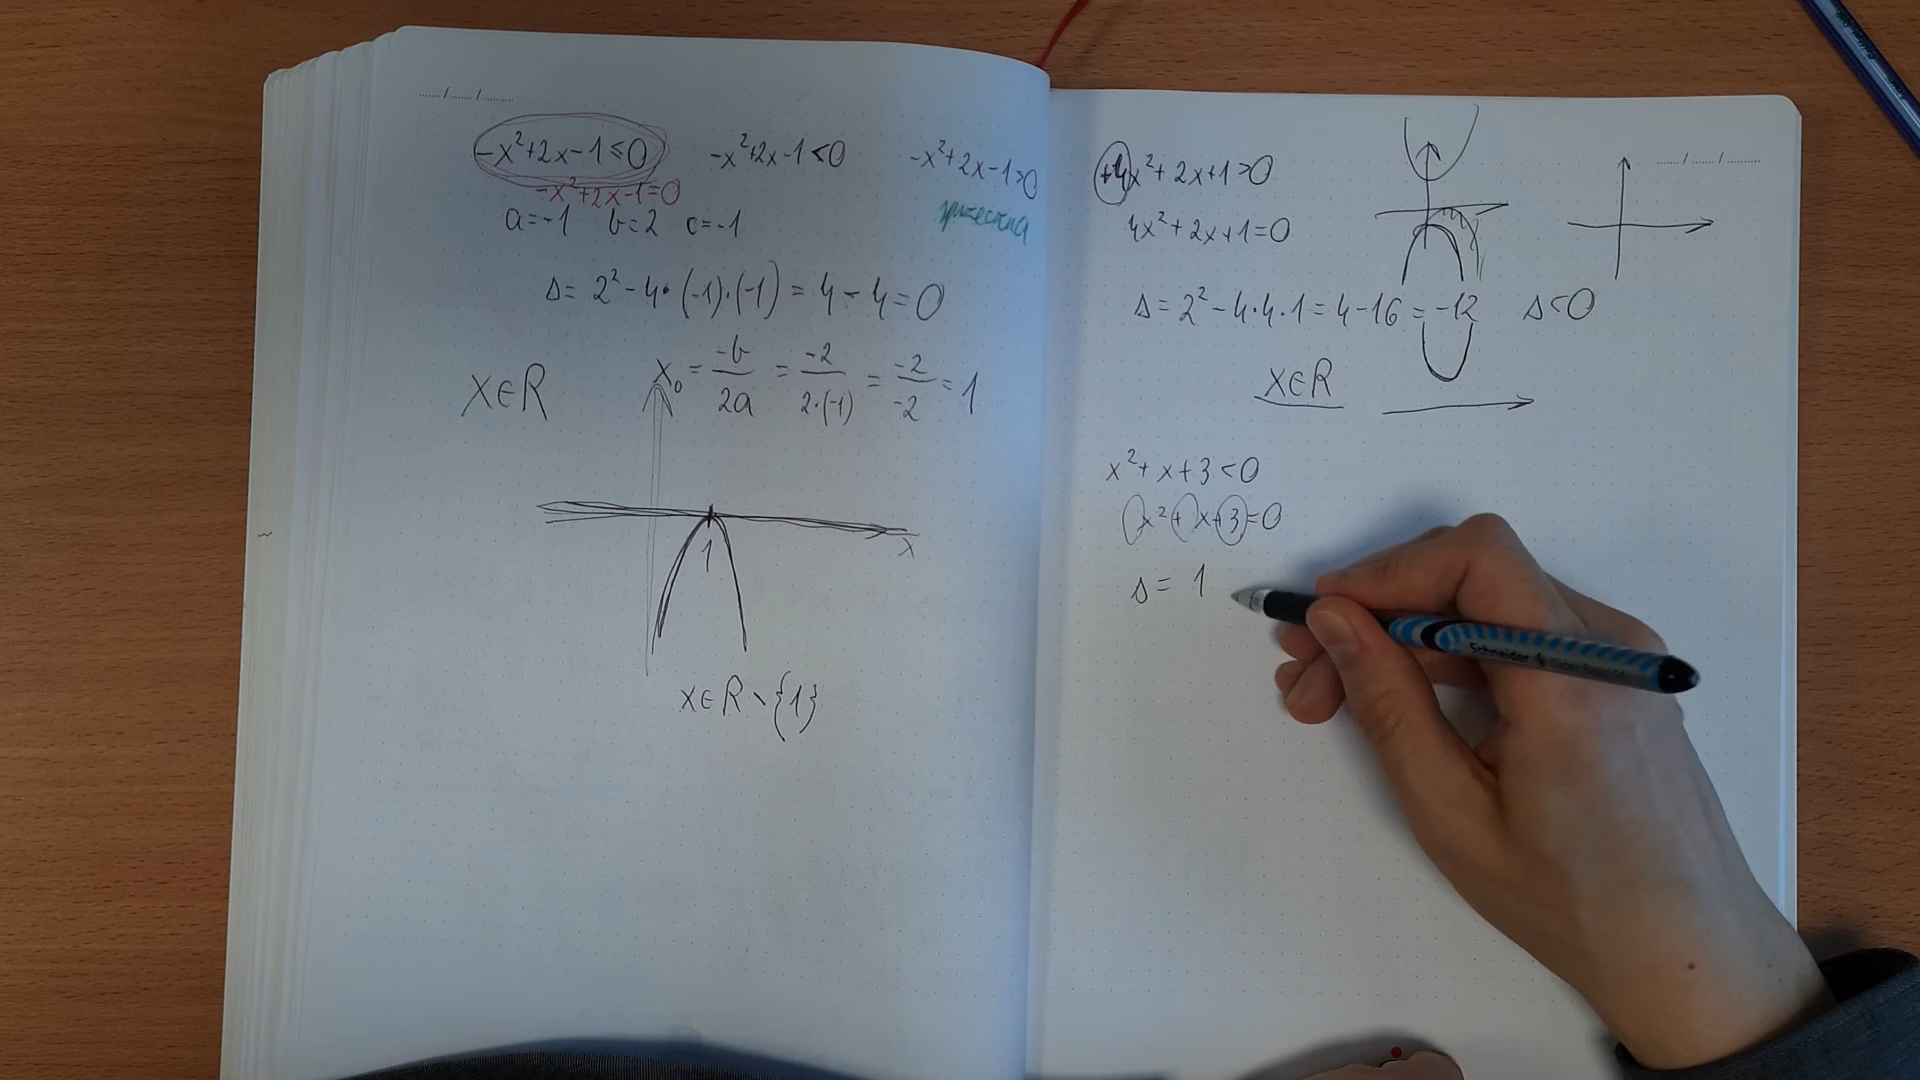 -x²+2x-1≤0   -x²+2x-1<0   -x²+2x-1>0
-x²+2x-1=0
a=-1   b=2   c=-1
Δ= 2²-4·(-1)·(-1)=4-4=0
x∈R   x₀ = -b/2a = -2/2·(-1) = -2/-2 = 1
1
x
x∈R∖{1}
+4x²+2x+1>0
4x²+2x+1=0
Δ=2²-4·4·1=4-16=-12   Δ<0
x∈R
x²+x+3<0
x²+x+3=0
Δ= 1
Schneider